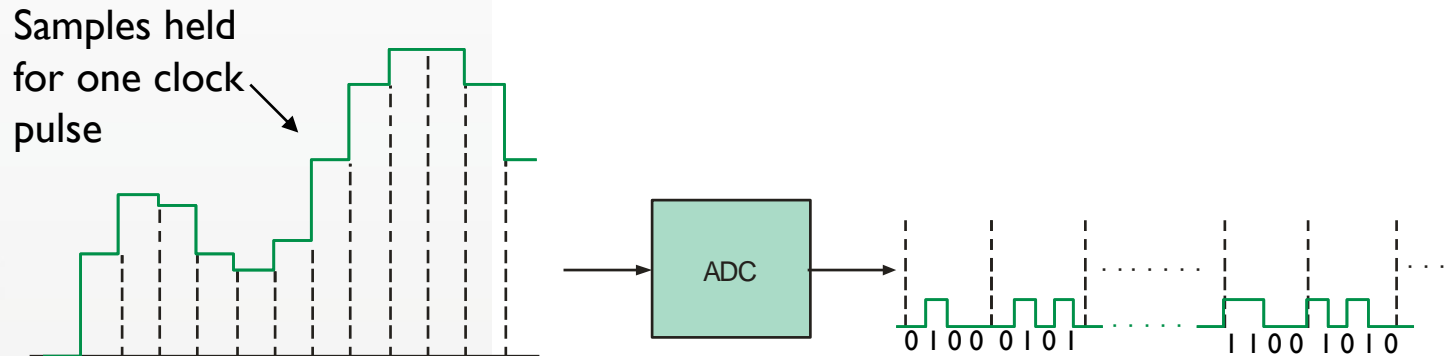 Samples held
for one clock
pulse
ADC
0 1 0 0 0 1 0 1
1 1 0 0 1 0 1 0